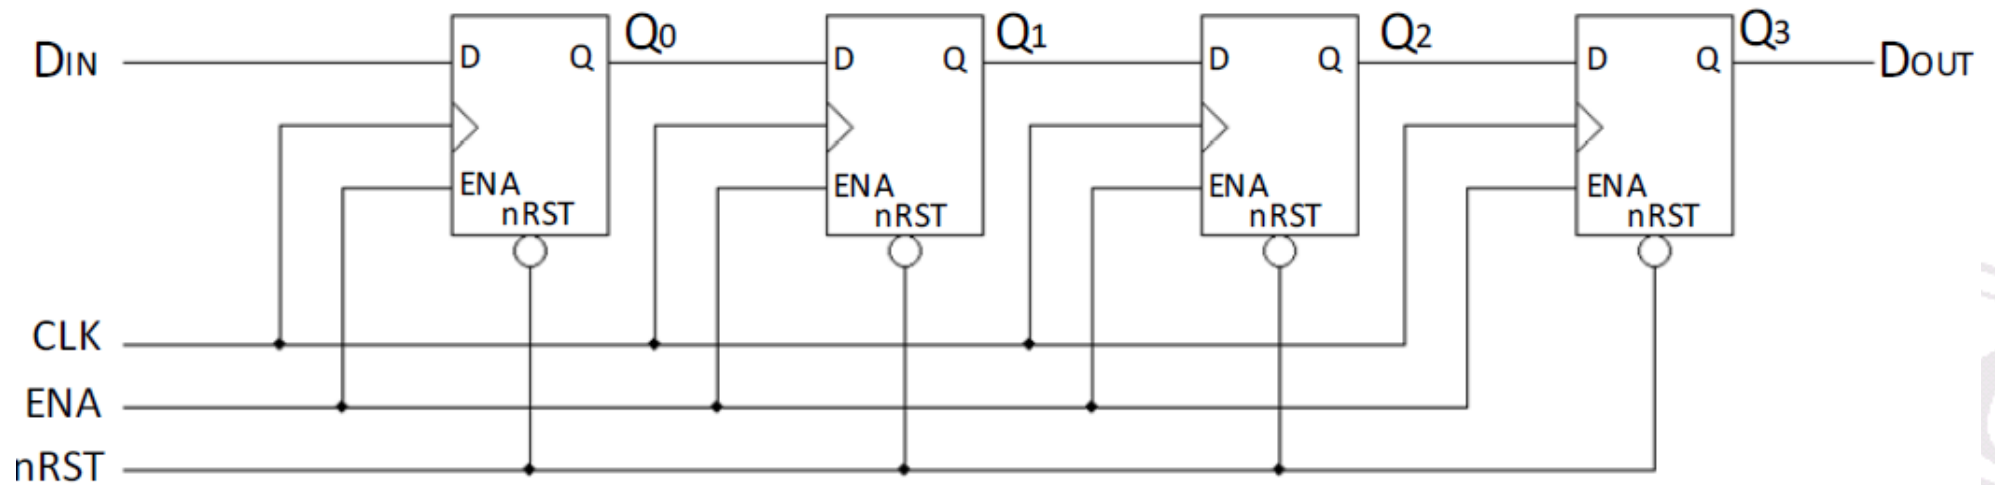 Q0 Q1 Q2 Q3
DIN D Q D Q D Q D Q DOUT
ENA ENA ENA ENA
nRST nRST nRST nRST
CLK
ENA
nRST